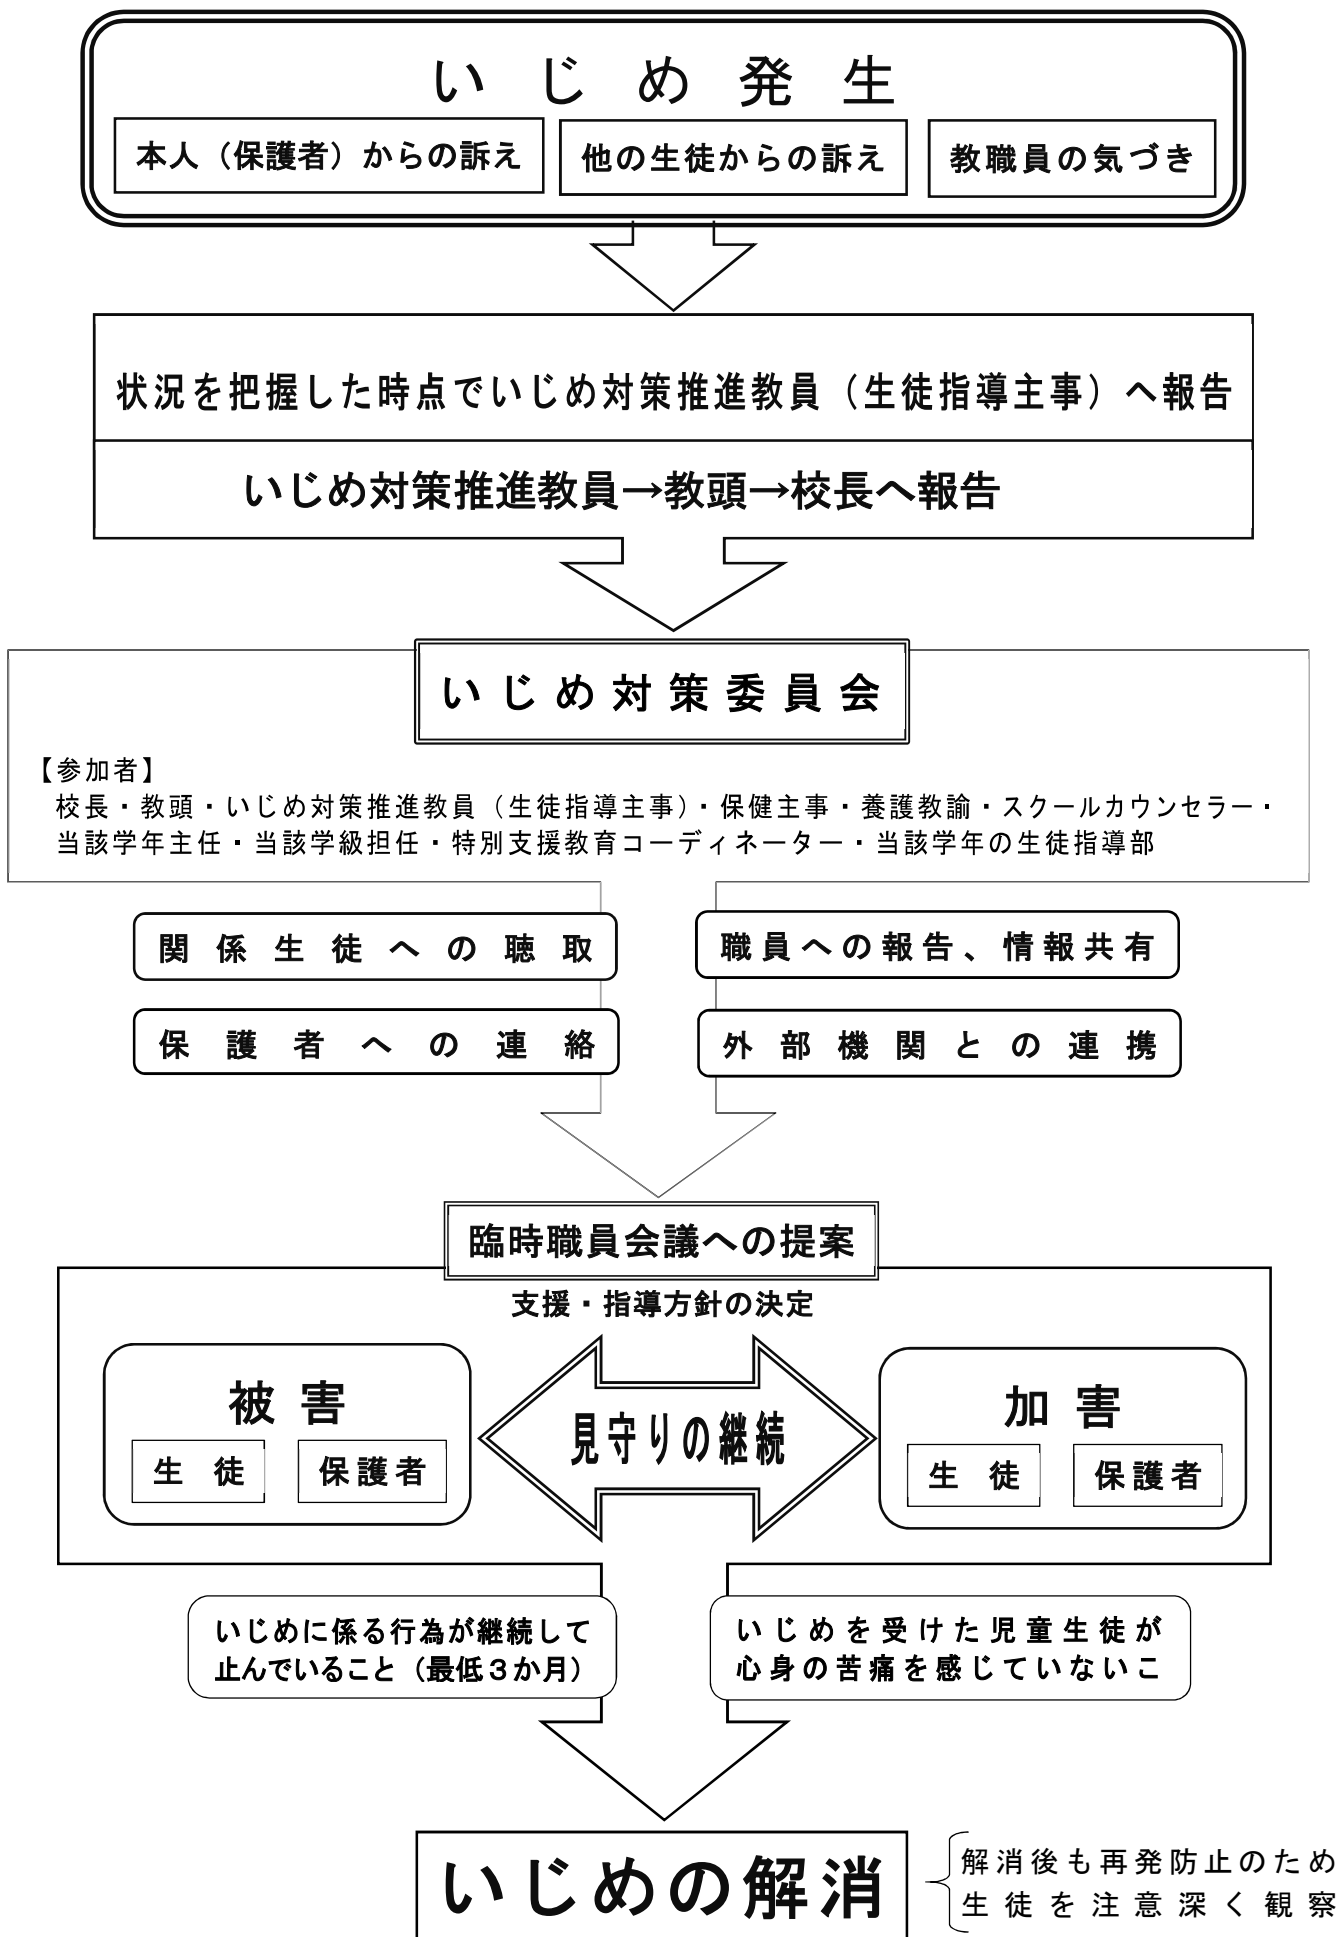 いじめ発生
本人（保護者）からの訴え
他の生徒からの訴え
教職員の気づき
状況を把握した時点でいじめ対策推進教員（生徒指導主事）へ報告
いじめ対策推進教員→教頭→校長へ報告
いじめ対策委員会
【参加者】
校長・教頭・いじめ対策推進教員（生徒指導主事）・保健主事・養護教諭・スクールカウンセラー・
当該学年主任・当該学級担任・特別支援教育コーディネーター・当該学年の生徒指導部
関係生徒への聴取
職員への報告、情報共有
保護者への連絡
外部機関との連携
臨時職員会議への提案
支援・指導方針の決定
被害
生徒
保護者
見守りの継続
加害
生徒
保護者
いじめに係る行為が継続して
止んでいること（最低３か月）
いじめを受けた児童生徒が
心身の苦痛を感じていないこ
いじめの解消
解消後も再発防止のため
生徒を注意深く観察